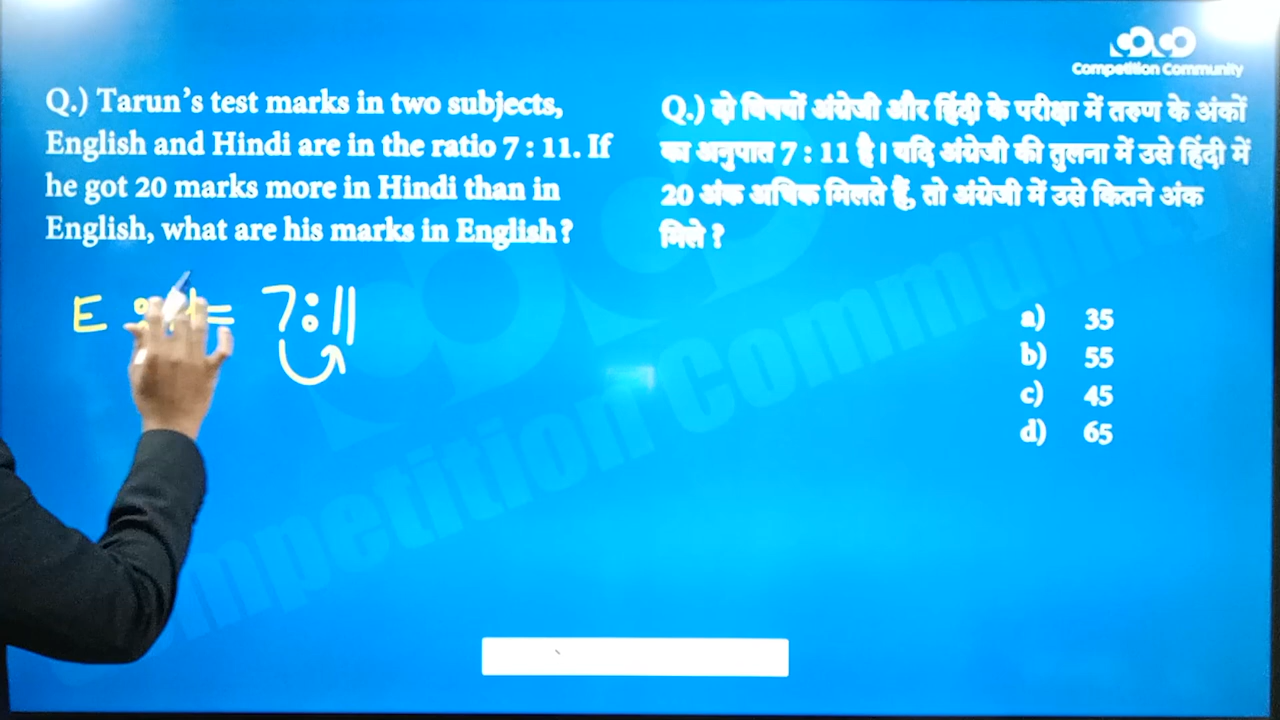 Competition Community
Q.) Tarun's test marks in two subjects,
English and Hindi are in the ratio 7 : 11. If
he got 20 marks more in Hindi than in
English, what are his marks in English?
Q.) दो विषयों अंग्रेजी और हिंदी के परीक्षा में तरुण के अंकों
का अनुपात 7 : 11 है। यदि अंग्रेजी की तुलना में उसे हिंदी में
20 अंक अधिक मिलते हैं, तो अंग्रेजी में उसे कितने अंक
मिले ?
E : = 7:11
a) 35
b) 55
c) 45
d) 65
Competition Community